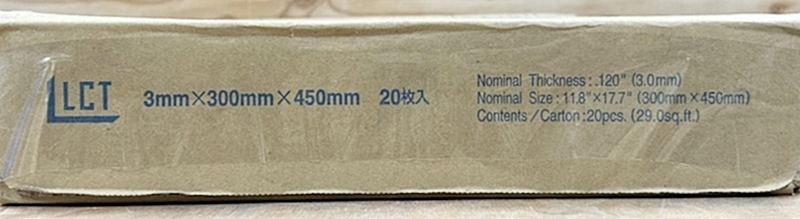 LCT
3mm×300mm×450mm 20枚入
Nominal Thickness: .120" (3.0mm)
Nominal Size : 11.8"×17.7" (300mm×450mm)
Contents/Carton :20pcs. (29.0sq.ft.)